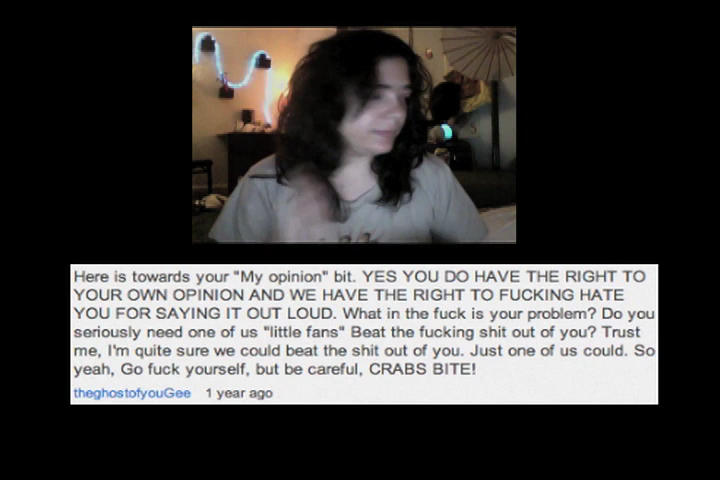 Here is towards your "My opinion" bit. YES YOU DO HAVE THE RIGHT TO
YOUR OWN OPINION AND WE HAVE THE RIGHT TO FUCKING HATE
YOU FOR SAYING IT OUT LOUD. What in the fuck is your problem? Do you
seriously need one of us "little fans" Beat the fucking shit out of you? Trust
me, I'm quite sure we could beat the shit out of you. Just one of us could. So
yeah, Go fuck yourself, but be careful, CRABS BITE!
theghostofyouGee 1 year ago